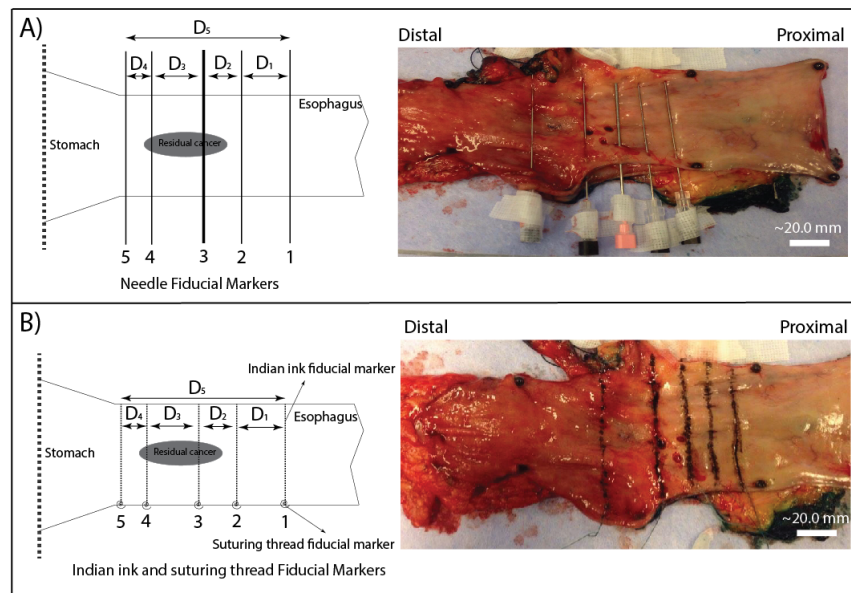 A)
D5
D4 D3 D2 D1
Esophagus
Stomach
Residual cancer
5 4 3 2 1
Needle Fiducial Markers
Distal Proximal
~20.0 mm
B)
Indian ink fiducial marker
D5
D4 D3 D2 D1
Esophagus
Stomach
Residual cancer
5 4 3 2 1
Suturing thread fiducial marker
Indian ink and suturing thread Fiducial Markers
Distal Proximal
~20.0 mm